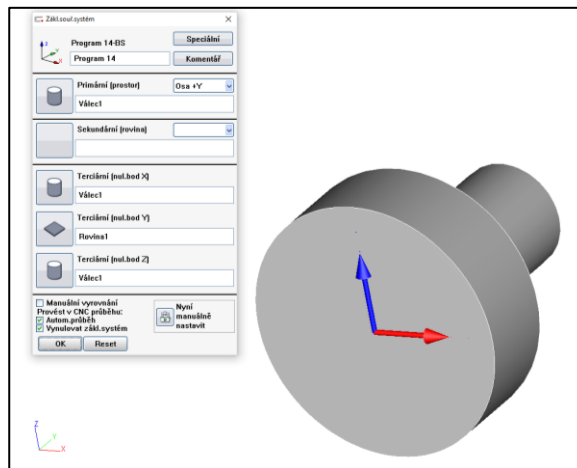 Zákl.souř.systém
Program 14-BS
Speciální
Program 14
Komentář
Primární (prostor)
Osa +Y
Válec1
Sekundární (rovina)
Terciární (nul.bod X)
Válec1
Terciární (nul.bod Y)
Rovina1
Terciární (nul.bod Z)
Válec1
Manuální vyrovnání
Provést v CNC průběhu:
Autom.průběh
Vynulovat zákl.systém
Nyní
manuálně
nastavit
OK
Reset
Z
Y
X